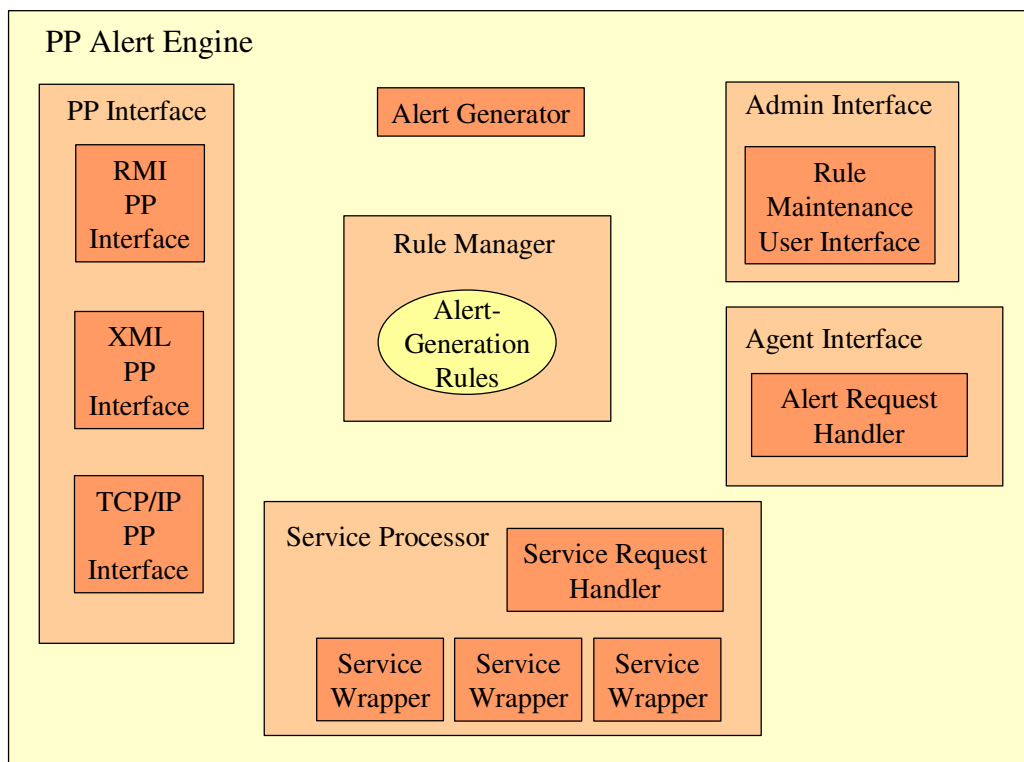 PP Alert Engine
PP Interface
RMI
PP
Interface
XML
PP
Interface
TCP/IP
PP
Interface
Alert Generator
Rule Manager
Alert-
Generation
Rules
Admin Interface
Rule
Maintenance
User Interface
Agent Interface
Alert Request
Handler
Service Processor
Service Request
Handler
Service
Wrapper
Service
Wrapper
Service
Wrapper